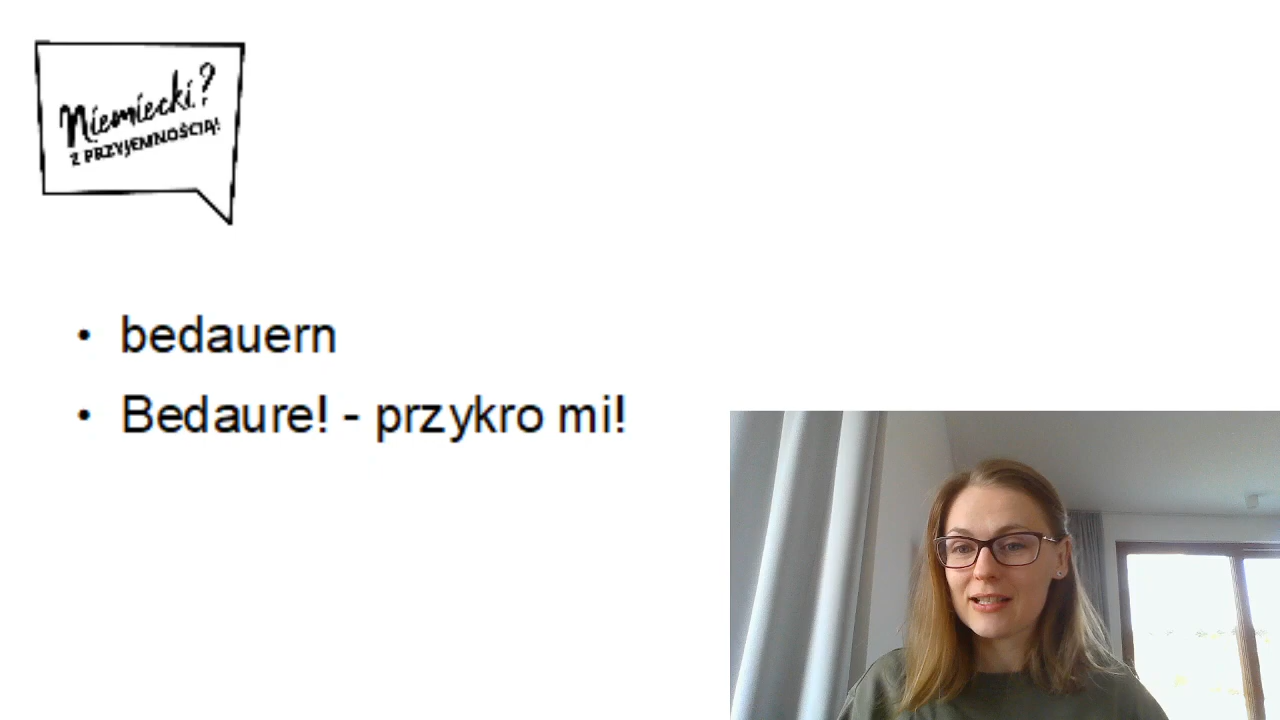 Niemiecki?
Z PRZYJEMNOŚCIĄ!
• bedauern
• Bedaure! - przykro mi!